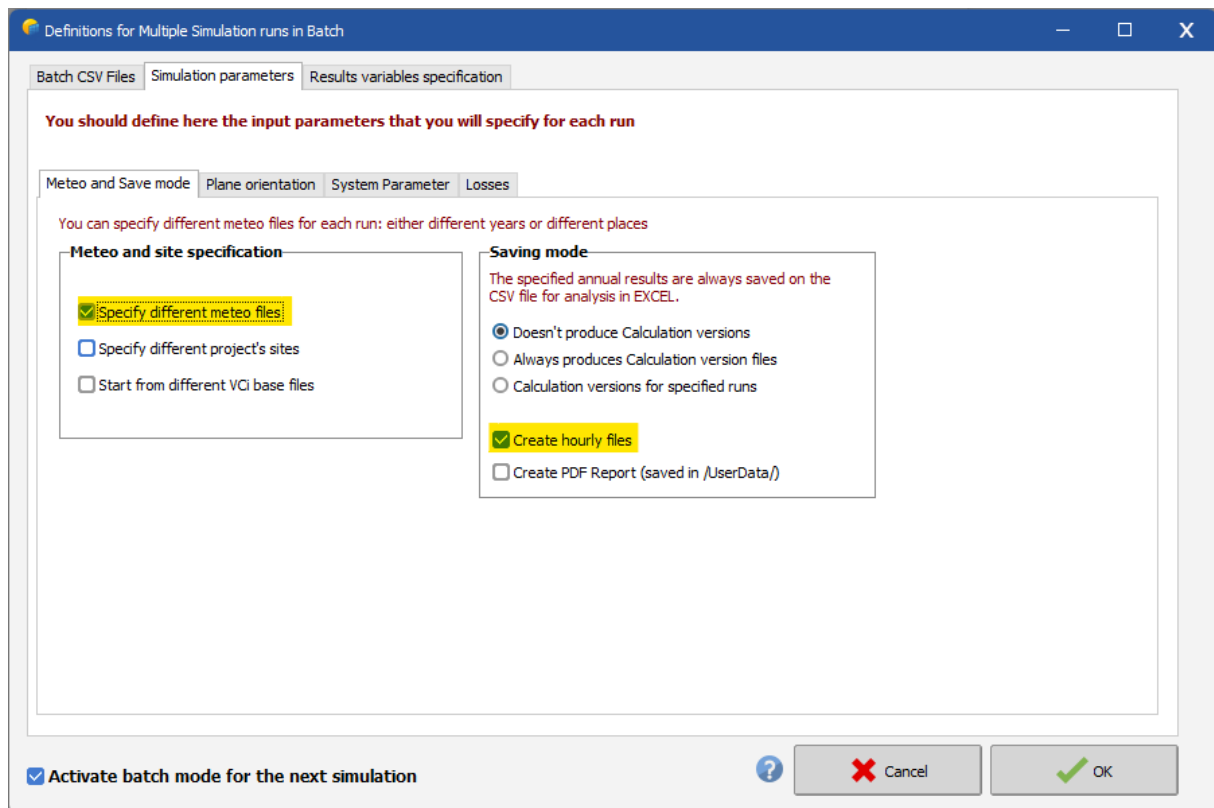 Definitions for Multiple Simulation runs in Batch
Batch CSV Files
Simulation parameters
Results variables specification
You should define here the input parameters that you will specify for each run
Meteo and Save mode
Plane orientation
System Parameter
Losses
You can specify different meteo files for each run: either different years or different places
Meteo and site specification
Specify different meteo files
Specify different project's sites
Start from different VCi base files
Saving mode
The specified annual results are always saved on the
CSV file for analysis in EXCEL.
Doesn't produce Calculation versions
Always produces Calculation version files
Calculation versions for specified runs
Create hourly files
Create PDF Report (saved in /UserData/)
Activate batch mode for the next simulation
?
Cancel
OK